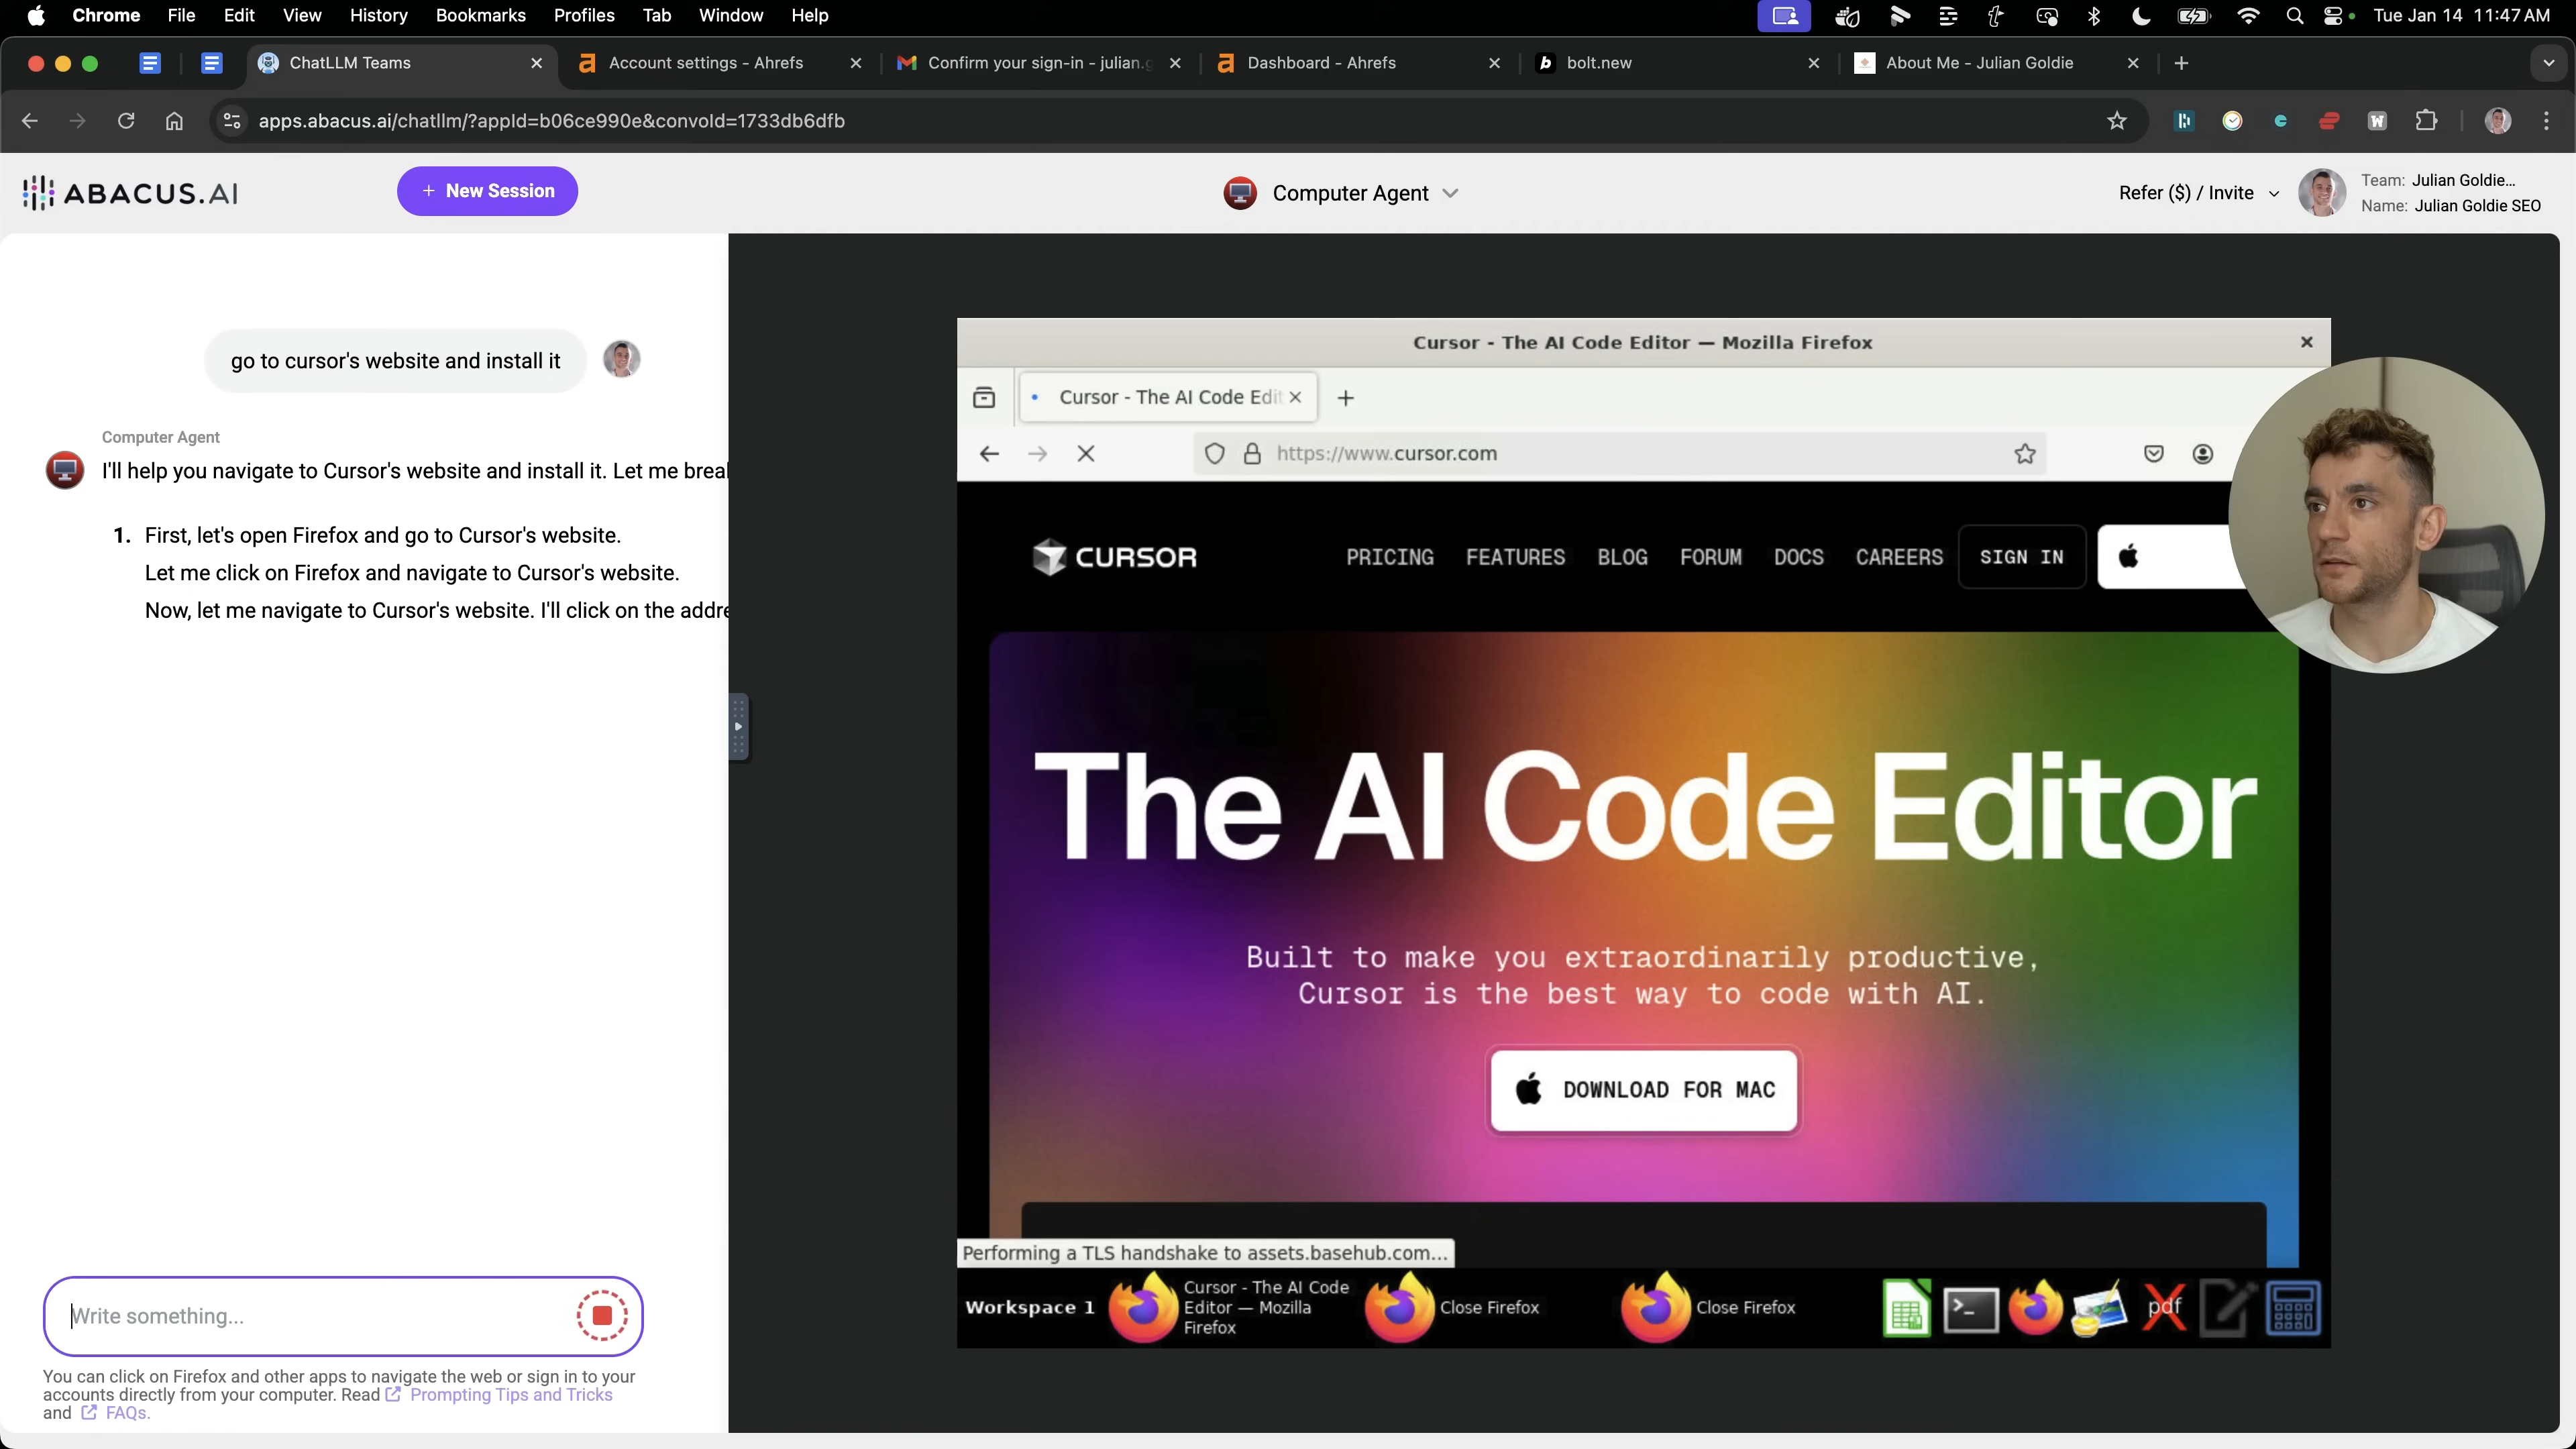 Chrome File Edit View History Bookmarks Profiles Tab Window Help Tue Jan 14 11:47 AM
ChatLLM Teams Account settings - Ahrefs Confirm your sign-in - julian.g Dashboard - Ahrefs bolt.new About Me - Julian Goldie
apps.abacus.ai/chatllm/?appId=b06ce990e&convoId=1733db6dfb
ABACUS.AI
+ New Session
Computer Agent
Refer ($) / Invite
Team: Julian Goldie...
Name: Julian Goldie SEO
go to cursor's website and install it
Computer Agent
I'll help you navigate to Cursor's website and install it. Let me brea
1. First, let's open Firefox and go to Cursor's website.
Let me click on Firefox and navigate to Cursor's website.
Now, let me navigate to Cursor's website. I'll click on the addre
Write something...
You can click on Firefox and other apps to navigate the web or sign in to your
accounts directly from your computer. Read Prompting Tips and Tricks
and FAQs.
Cursor - The AI Code Editor — Mozilla Firefox
Cursor - The AI Code Edit
https://www.cursor.com
CURSOR PRICING FEATURES BLOG FORUM DOCS CAREERS SIGN IN
The AI Code Editor
Built to make you extraordinarily productive,
Cursor is the best way to code with AI.
DOWNLOAD FOR MAC
Performing a TLS handshake to assets.basehub.com...
Workspace 1
Cursor - The AI Code
Editor — Mozilla
Firefox
Close Firefox
Close Firefox
pdf